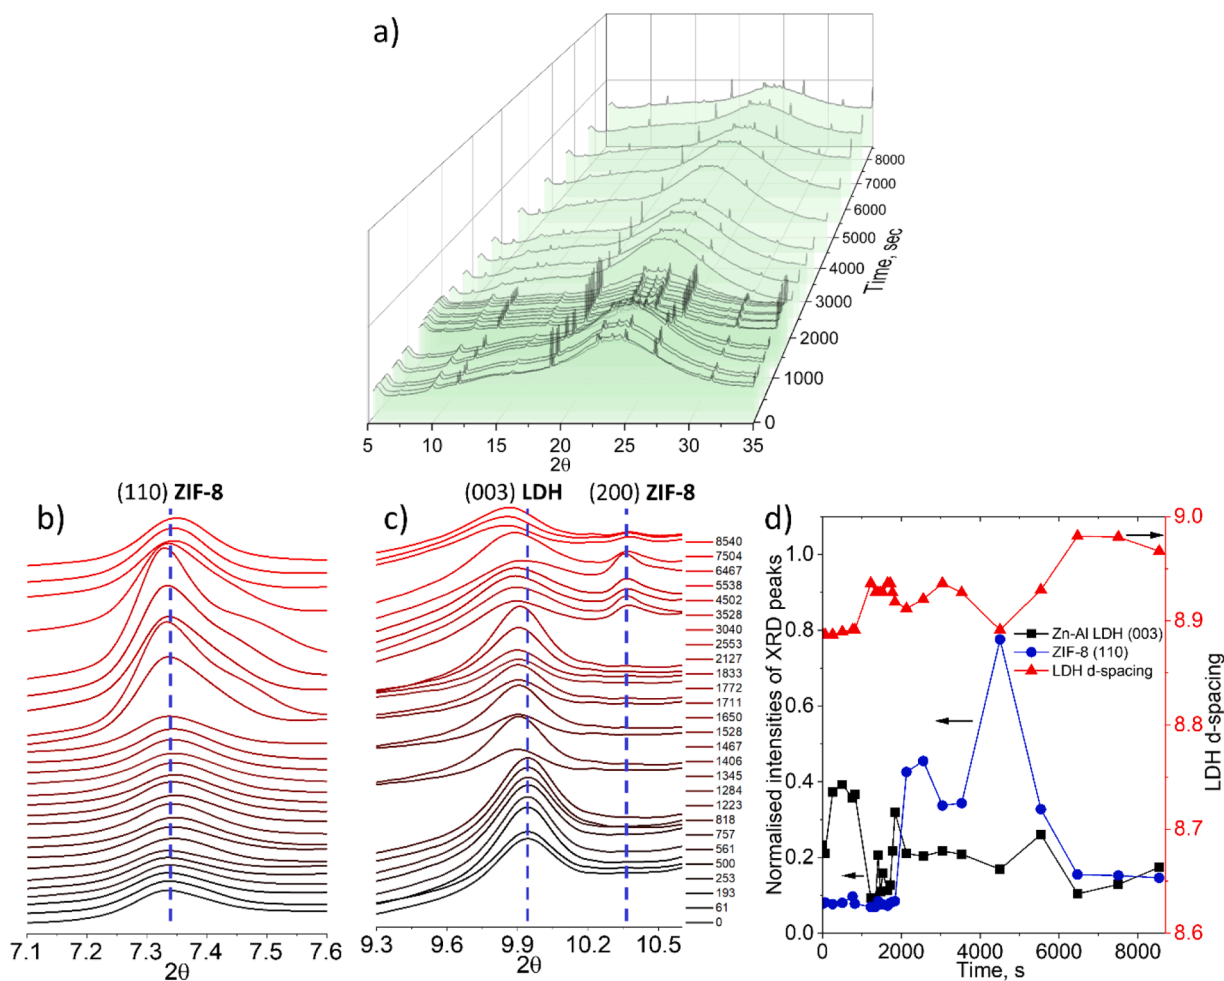 a)
8000
7000
6000
5000
4000
3000
2000
1000
0
Time, sec
5 10 15 20 25 30 35
2θ
(110) ZIF-8
b)
7.1 7.2 7.3 7.4 7.5 7.6
2θ
(003) LDH (200) ZIF-8
c)
8540
7504
6467
5538
4502
3528
3040
2553
2127
1833
1772
1711
1650
1528
1467
1406
1345
1284
1223
818
757
561
500
253
193
61
0
9.3 9.6 9.9 10.2 10.5
2θ
d)
Normalised intensities of XRD peaks
1.0
0.8
0.6
0.4
0.2
0.0
Zn-Al LDH (003)
ZIF-8 (110)
LDH d-spacing
9.0
8.9
8.8
8.7
8.6
LDH d-spacing
0 2000 4000 6000 8000
Time, s